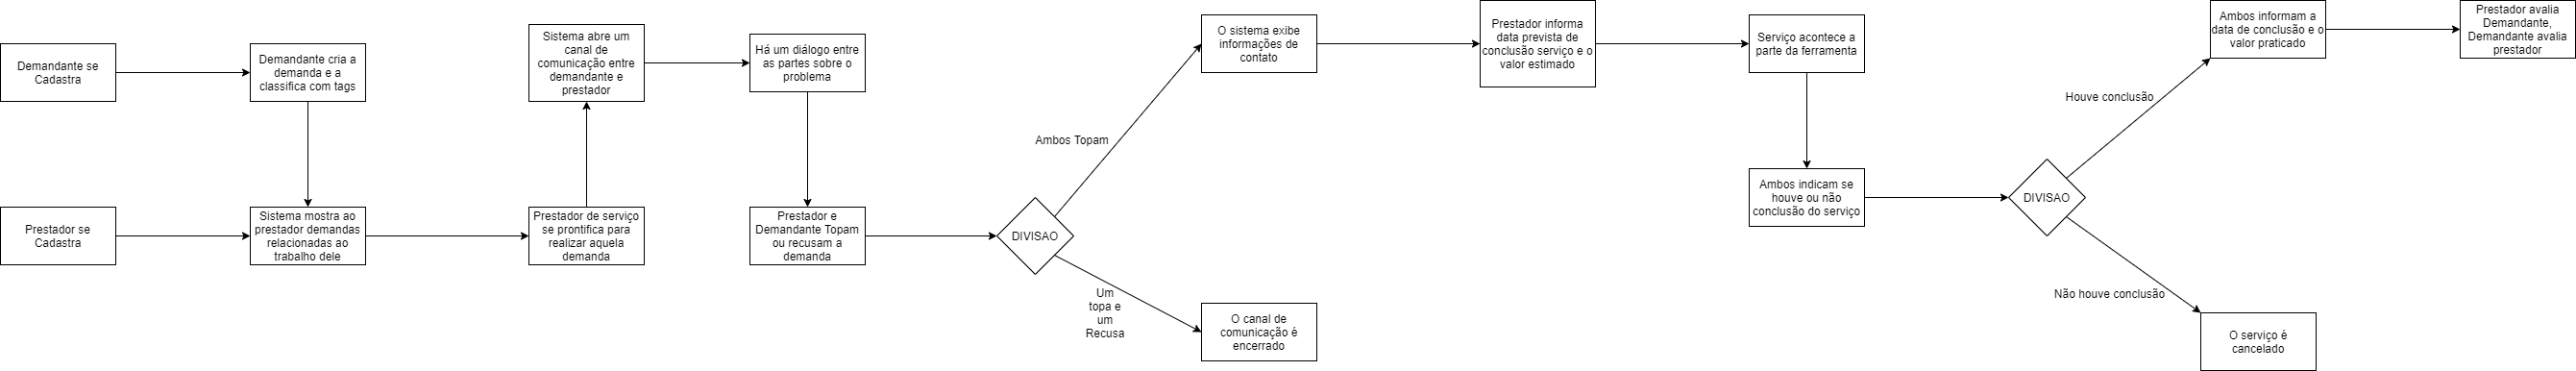 Demandante se
Cadastra
Demandante cria a
demanda e a
classifica com tags
Prestador se
Cadastra
Sistema mostra ao
prestador demandas
relacionadas ao
trabalho dele
Sistema abre um
canal de
comunicação entre
demandante e
prestador
Prestador de serviço
se prontifica para
realizar aquela
demanda
Há um diálogo entre
as partes sobre o
problema
Prestador e
Demandante Topam
ou recusam a
demanda
DIVISAO
Ambos Topam
Um
topa e
um
Recusa
O sistema exibe
informações de
contato
O canal de
comunicação é
encerrado
Prestador informa
data prevista de
conclusão serviço e o
valor estimado
Serviço acontece a
parte da ferramenta
Ambos indicam se
houve ou não
conclusão do serviço
DIVISAO
Houve conclusão
Não houve conclusão
Ambos informam a
data de conclusão e o
valor praticado
O serviço é
cancelado
Prestador avalia
Demandante,
Demandante avalia
prestador